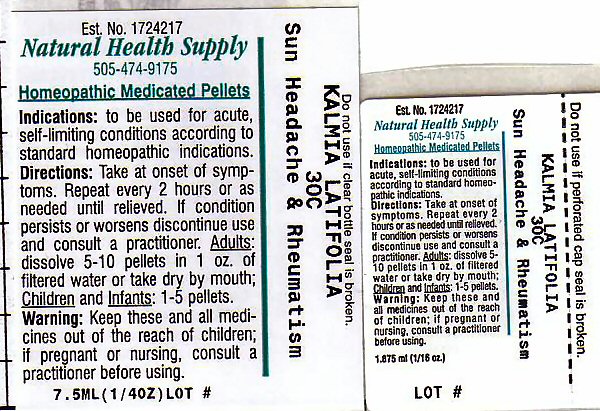 Est. No. 1724217
Natural Health Supply
505-474-9175
Homeopathic Medicated Pellets
Indications: to be used for acute,
self-limiting conditions according to
standard homeopathic indications.
Directions: Take at onset of symp-
toms. Repeat every 2 hours or as
needed until relieved. If condition
persists or worsens discontinue use
and consult a practitioner. Adults:
dissolve 5-10 pellets in 1 oz. of
filtered water or take dry by mouth;
Children and Infants: 1-5 pellets.
Warning: Keep these and all medi-
cines out of the reach of children;
if pregnant or nursing, consult a
practitioner before using.
7.5ML(1/4OZ)LOT #
Do not use if clear bottle seal is broken.
KALMIA LATIFOLIA
30C
Sun Headache & Rheumatism
Est. No. 1724217
Natural Health Supply
505-474-9175
Homeopathic Medicated Pellets
Indications: to be used for
acute, self-limiting conditions
according to standard homeo-
pathic indications.
Directions: Take at onset of
symptoms. Repeat every 2
hours or as needed until relieved.
If condition persists or worsens
discontinue use and consult a
practitioner. Adults: dissolve 5-
10 pellets in 1 oz. of filtered
water or take dry by mouth;
Children and Infants: 1-5 pellets.
Warning: Keep these and
all medicines out of the reach
of children; if pregnant or
nursing, consult a practitioner
before using.
1.875 ml (1/16 oz.)
LOT #
Do not use if perforated cap seal is broken.
KALMIA LATIFOLIA
30C
Sun Headache & Rheumatism